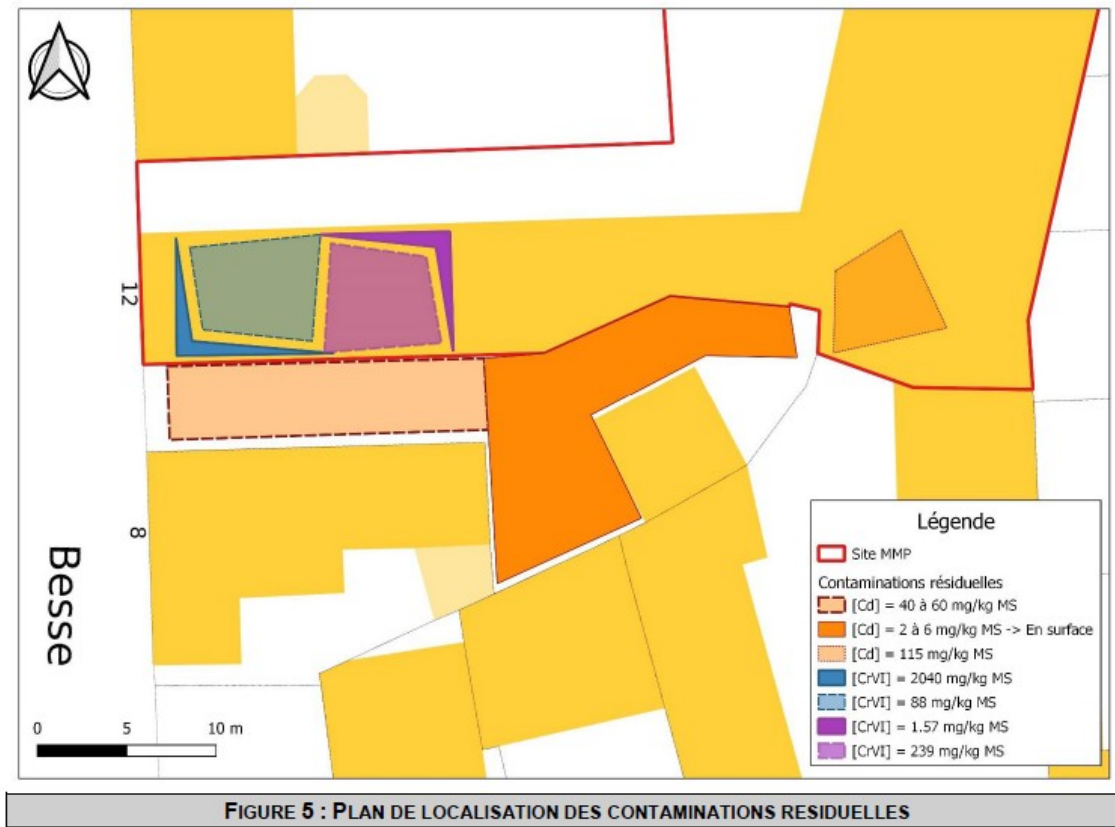 12
8
Besse
0 5 10 m
Légende
Site MMP
Contaminations résiduelles
[Cd] = 40 à 60 mg/kg MS
[Cd] = 2 à 6 mg/kg MS -> En surface
[Cd] = 115 mg/kg MS
[CrVI] = 2040 mg/kg MS
[CrVI] = 88 mg/kg MS
[CrVI] = 1.57 mg/kg MS
[CrVI] = 239 mg/kg MS
FIGURE 5 : PLAN DE LOCALISATION DES CONTAMINATIONS RESIDUELLES